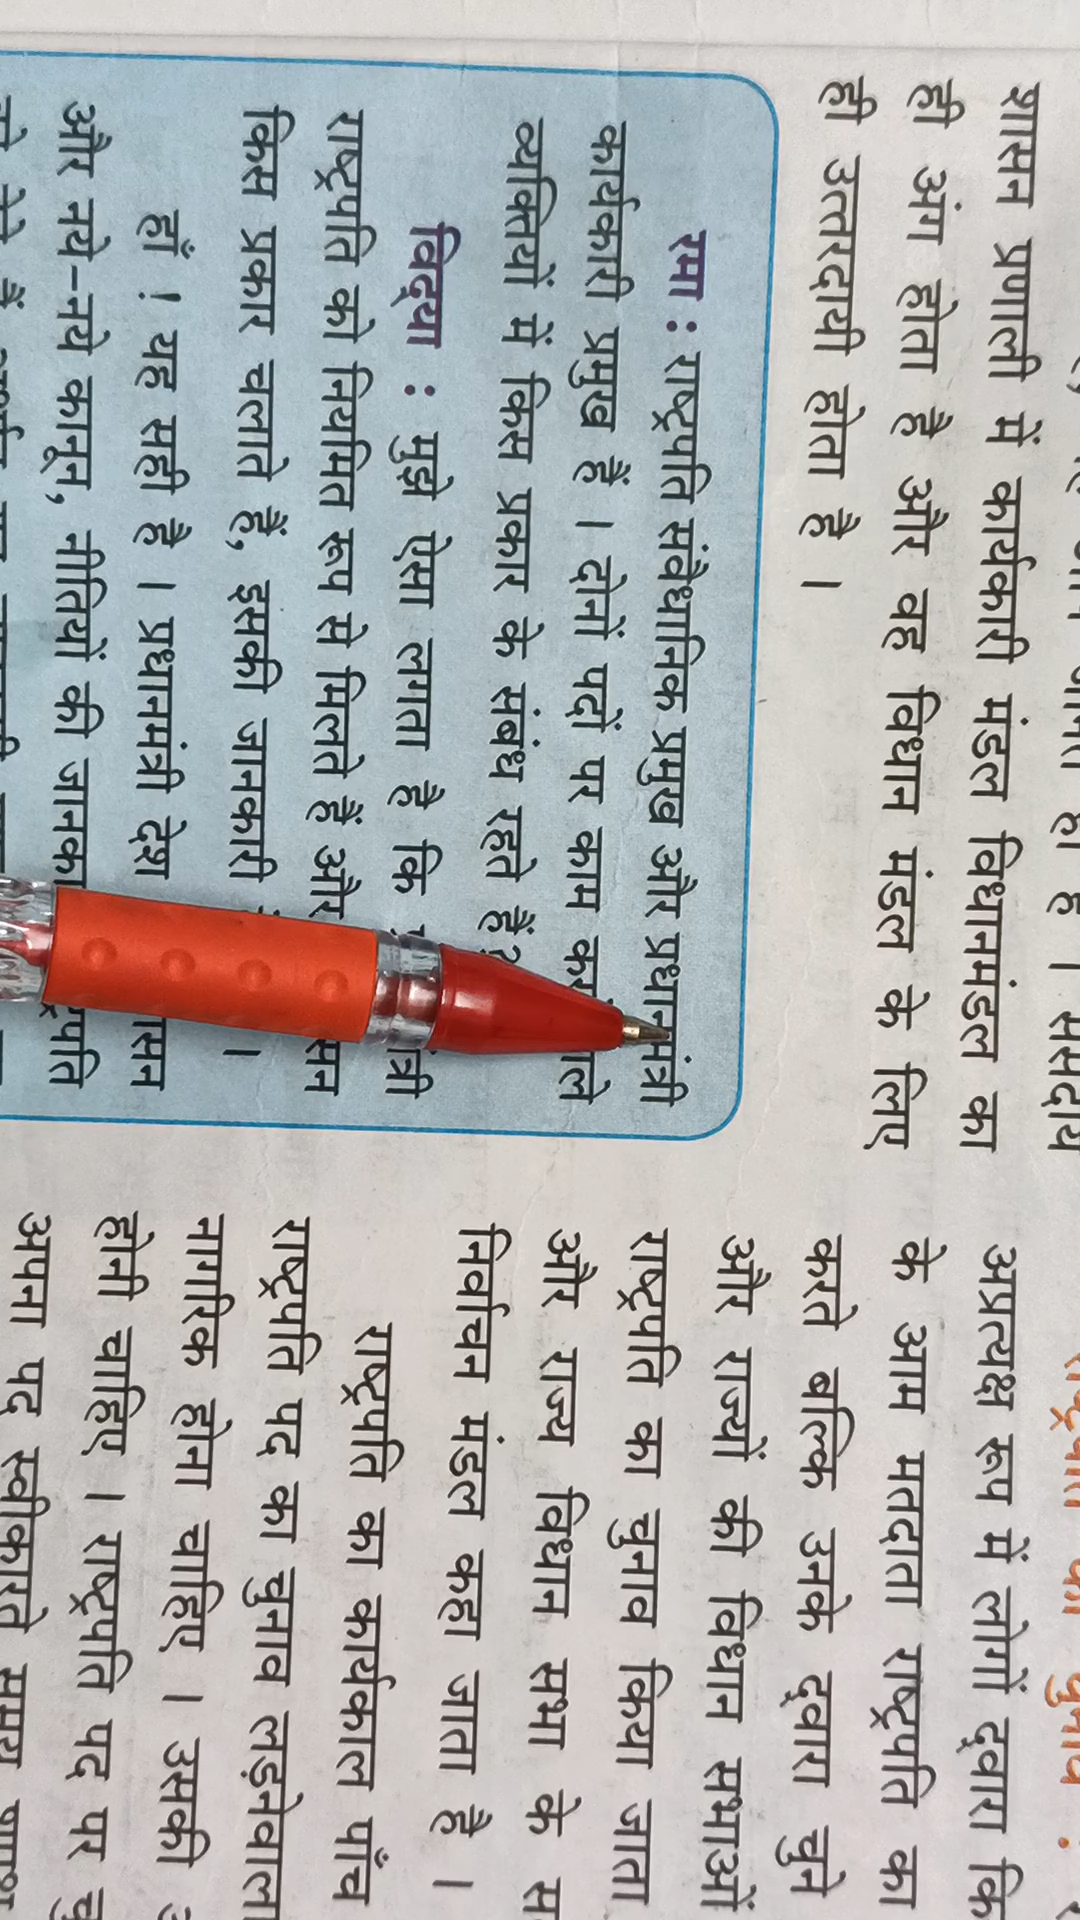 शासन प्रणाली में कार्यकारी मंडल विधानमंडल का
ही अंग होता है और वह विधान मंडल के लिए
ही उत्तरदायी होता है ।
रमा : राष्ट्रपति संवैधानिक प्रमुख और प्रधानमंत्री
कार्यकारी प्रमुख हैं । दोनों पदों पर काम
व्यक्तियों में किस प्रकार के संबंध रहते हैं?
विद्या : मुझे ऐसा लगता है कि
राष्ट्रपति को नियमित रूप से मिलते हैं और
किस प्रकार चलाते हैं, इसकी जानकारी
हाँ ! यह सही है । प्रधानमंत्री देश
और नये-नये कानून, नीतियों की
राष्ट्रपति का चुनाव :
अप्रत्यक्ष रूप में लोगों द्वारा
के आम मतदाता राष्ट्रपति का
करते बल्कि उनके द्वारा चुने
और राज्यों की विधान सभाओं
राष्ट्रपति का चुनाव किया जाता
और राज्य विधान सभा के
निर्वाचन मंडल कहा जाता है ।
राष्ट्रपति का कार्यकाल पाँच
राष्ट्रपति पद का चुनाव लड़नेवाला
नागरिक होना चाहिए । उसकी
होनी चाहिए । राष्ट्रपति पद पर
अपना पद स्वीकारते समय